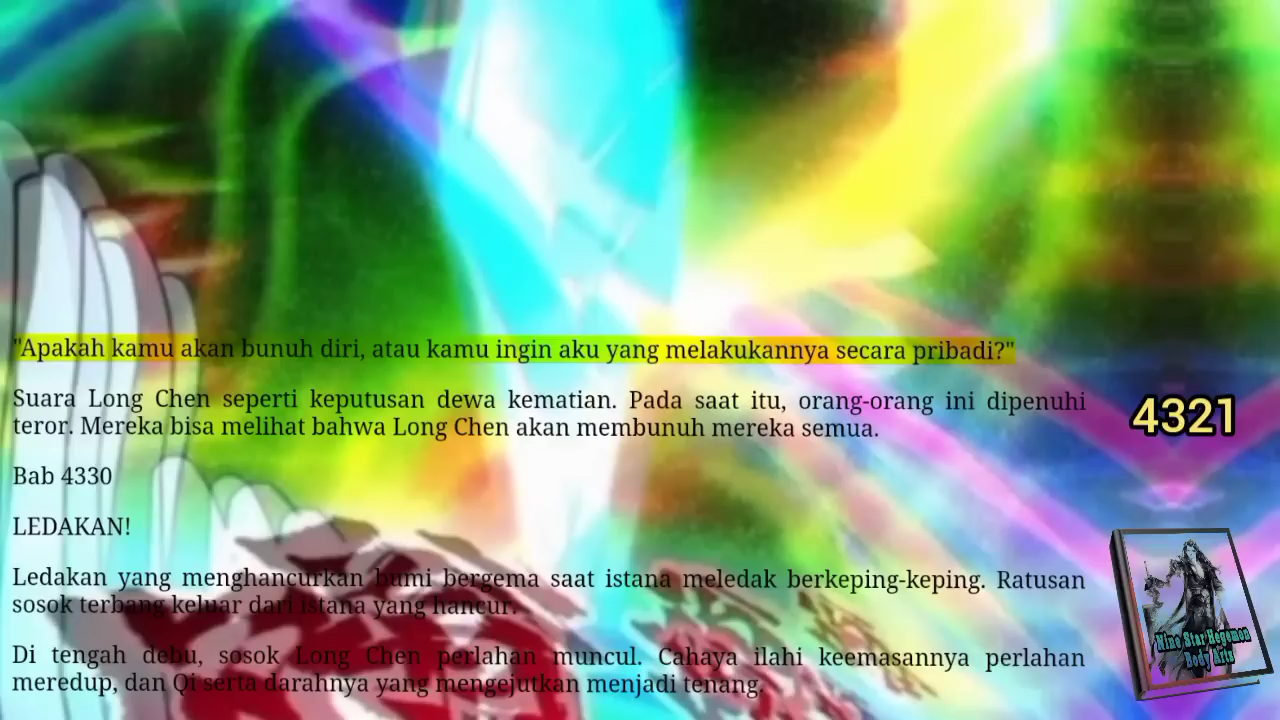 "Apakah kamu akan bunuh diri, atau kamu ingin aku yang melakukannya secara pribadi?"
Suara Long Chen seperti keputusan dewa kematian. Pada saat itu, orang-orang ini dipenuhi
teror. Mereka bisa melihat bahwa Long Chen akan membunuh mereka semua.
4321
Bab 4330
LEDAKAN!
Ledakan yang menghancurkan bumi bergema saat istana meledak berkeping-keping. Ratusan
sosok terbang keluar dari istana yang hancur.
Di tengah debu, sosok Long Chen perlahan muncul. Cahaya ilahi keemasannya perlahan
meredup, dan Qi serta darahnya yang mengejutkan menjadi tenang.
Nine Star Hegemon
Body Arts